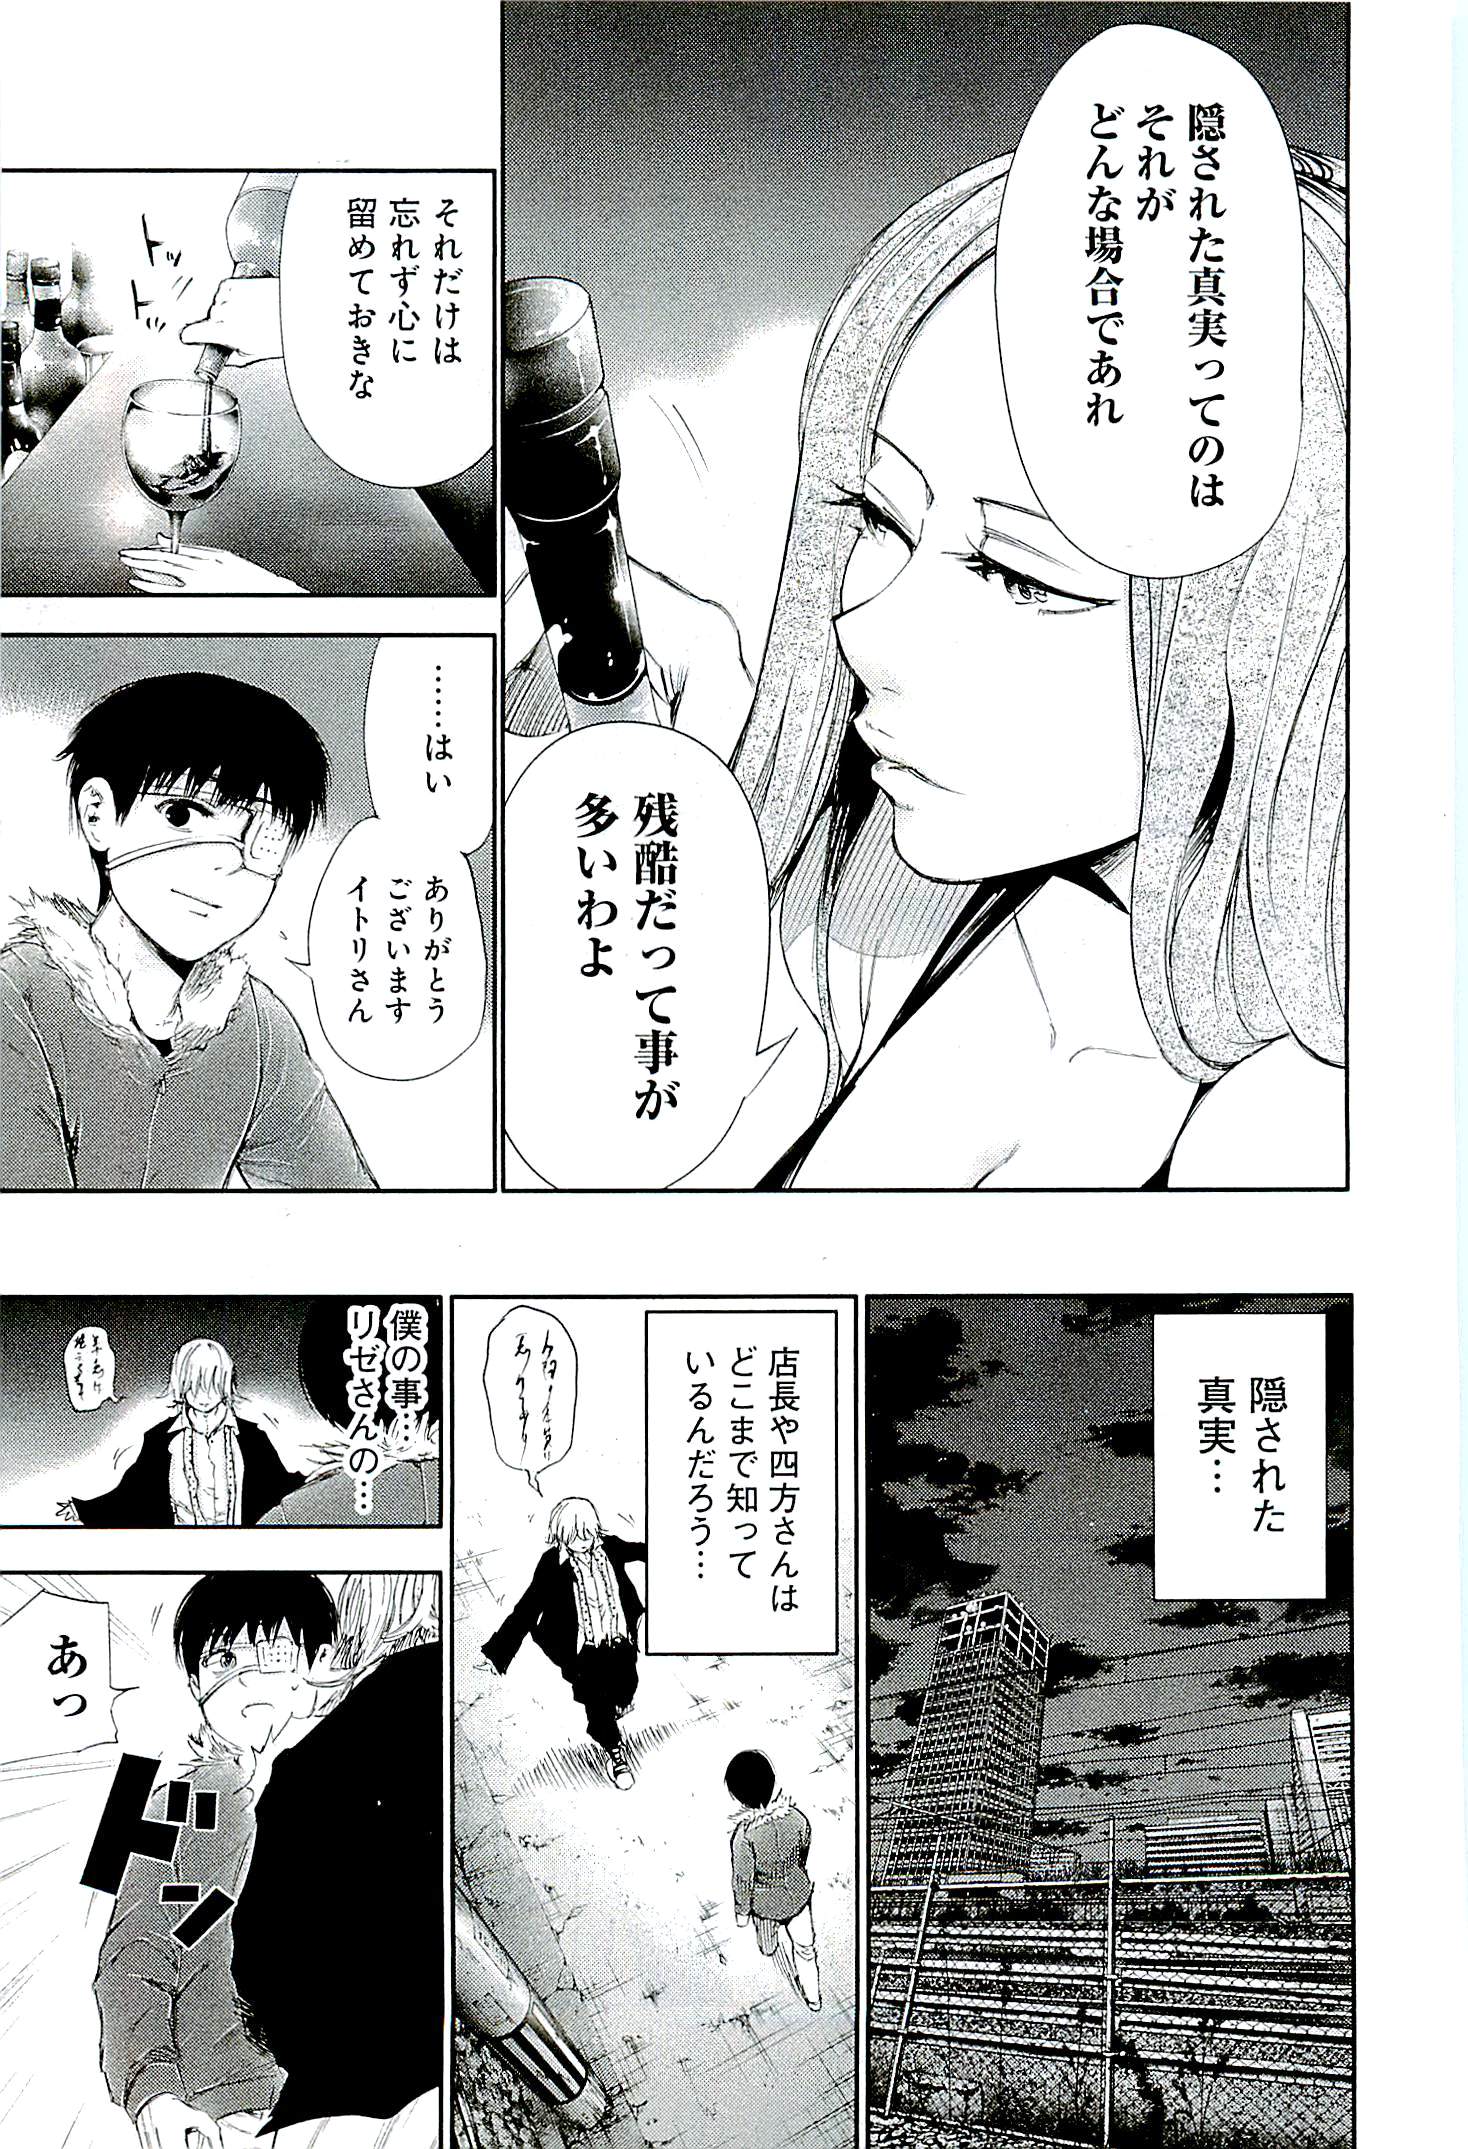 隠された真実ってのは
それが
どんな場合であれ
残酷だって事が
多いわよ
それだけは
忘れず心に
留めておきな
トッ
トトト
……はい
ありがとう
ございます
イトリさん
隠された
真実…
店長や四方さんは
どこまで知って
いるんだろう…
僕の事…
リゼさんの…
あっ
ドン